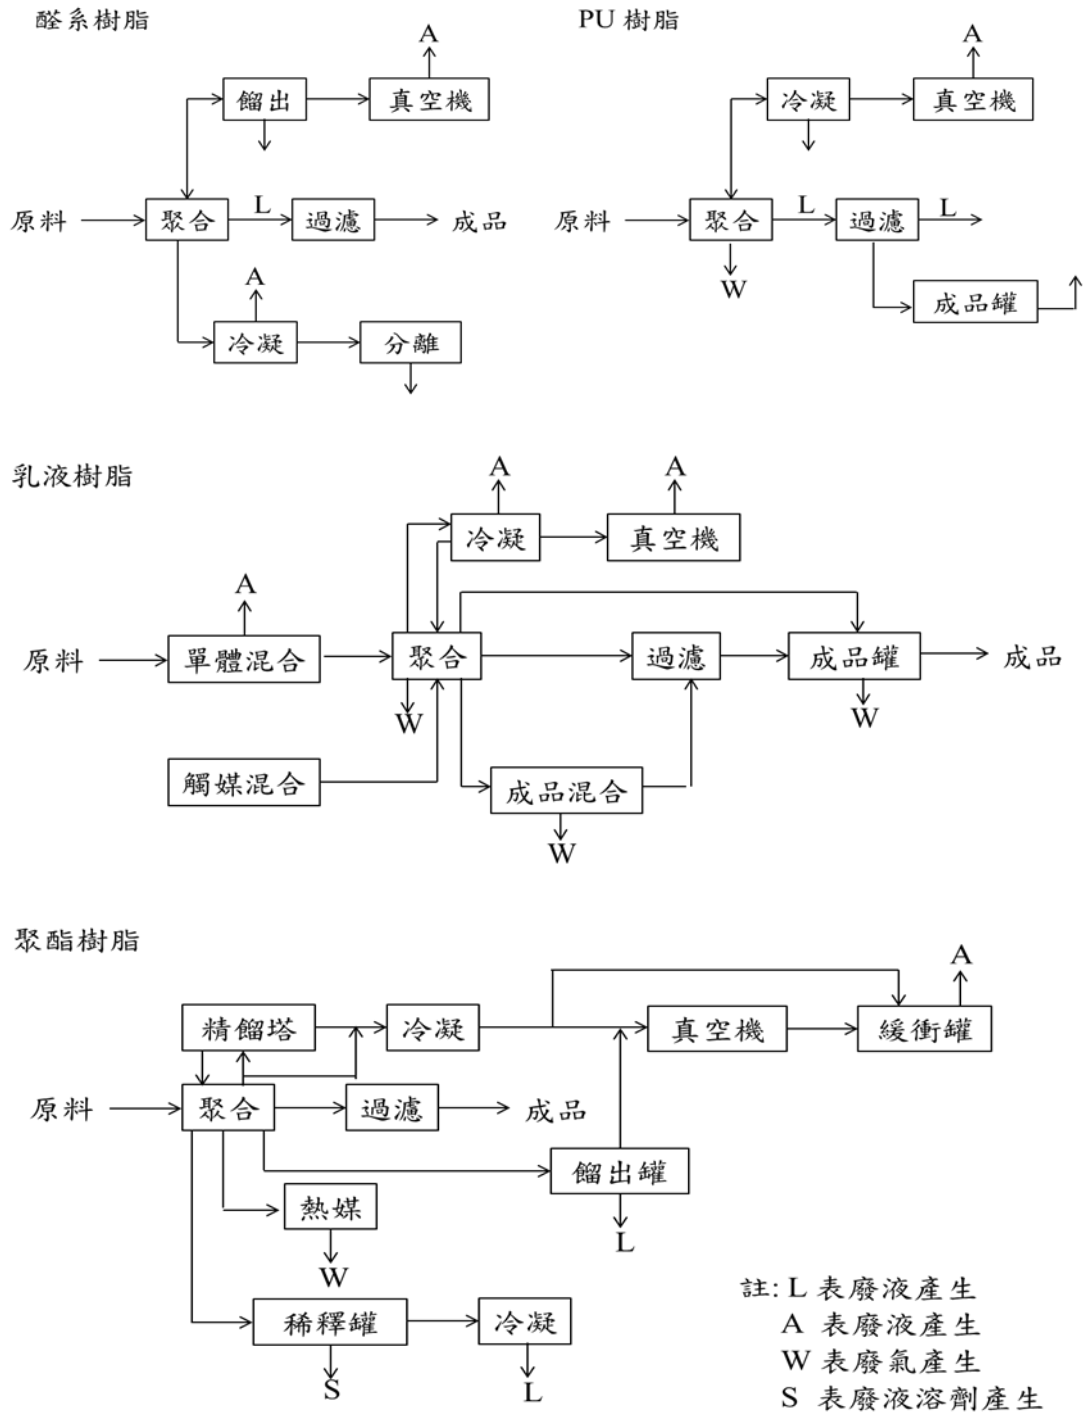 醛系樹脂
A
餾出
真空機
原料
聚合
L
過濾
成品
A
冷凝
分離
PU 樹脂
A
冷凝
真空機
原料
聚合
L
過濾
L
W
成品罐
乳液樹脂
A
A
冷凝
真空機
A
原料
單體混合
聚合
過濾
成品罐
成品
W
W
觸媒混合
成品混合
W
聚酯樹脂
A
精餾塔
冷凝
真空機
緩衝罐
原料
聚合
過濾
成品
餾出罐
熱媒
L
W
稀釋罐
冷凝
S
L
註: L 表廢液產生
A 表廢液產生
W 表廢氣產生
S 表廢液溶劑產生